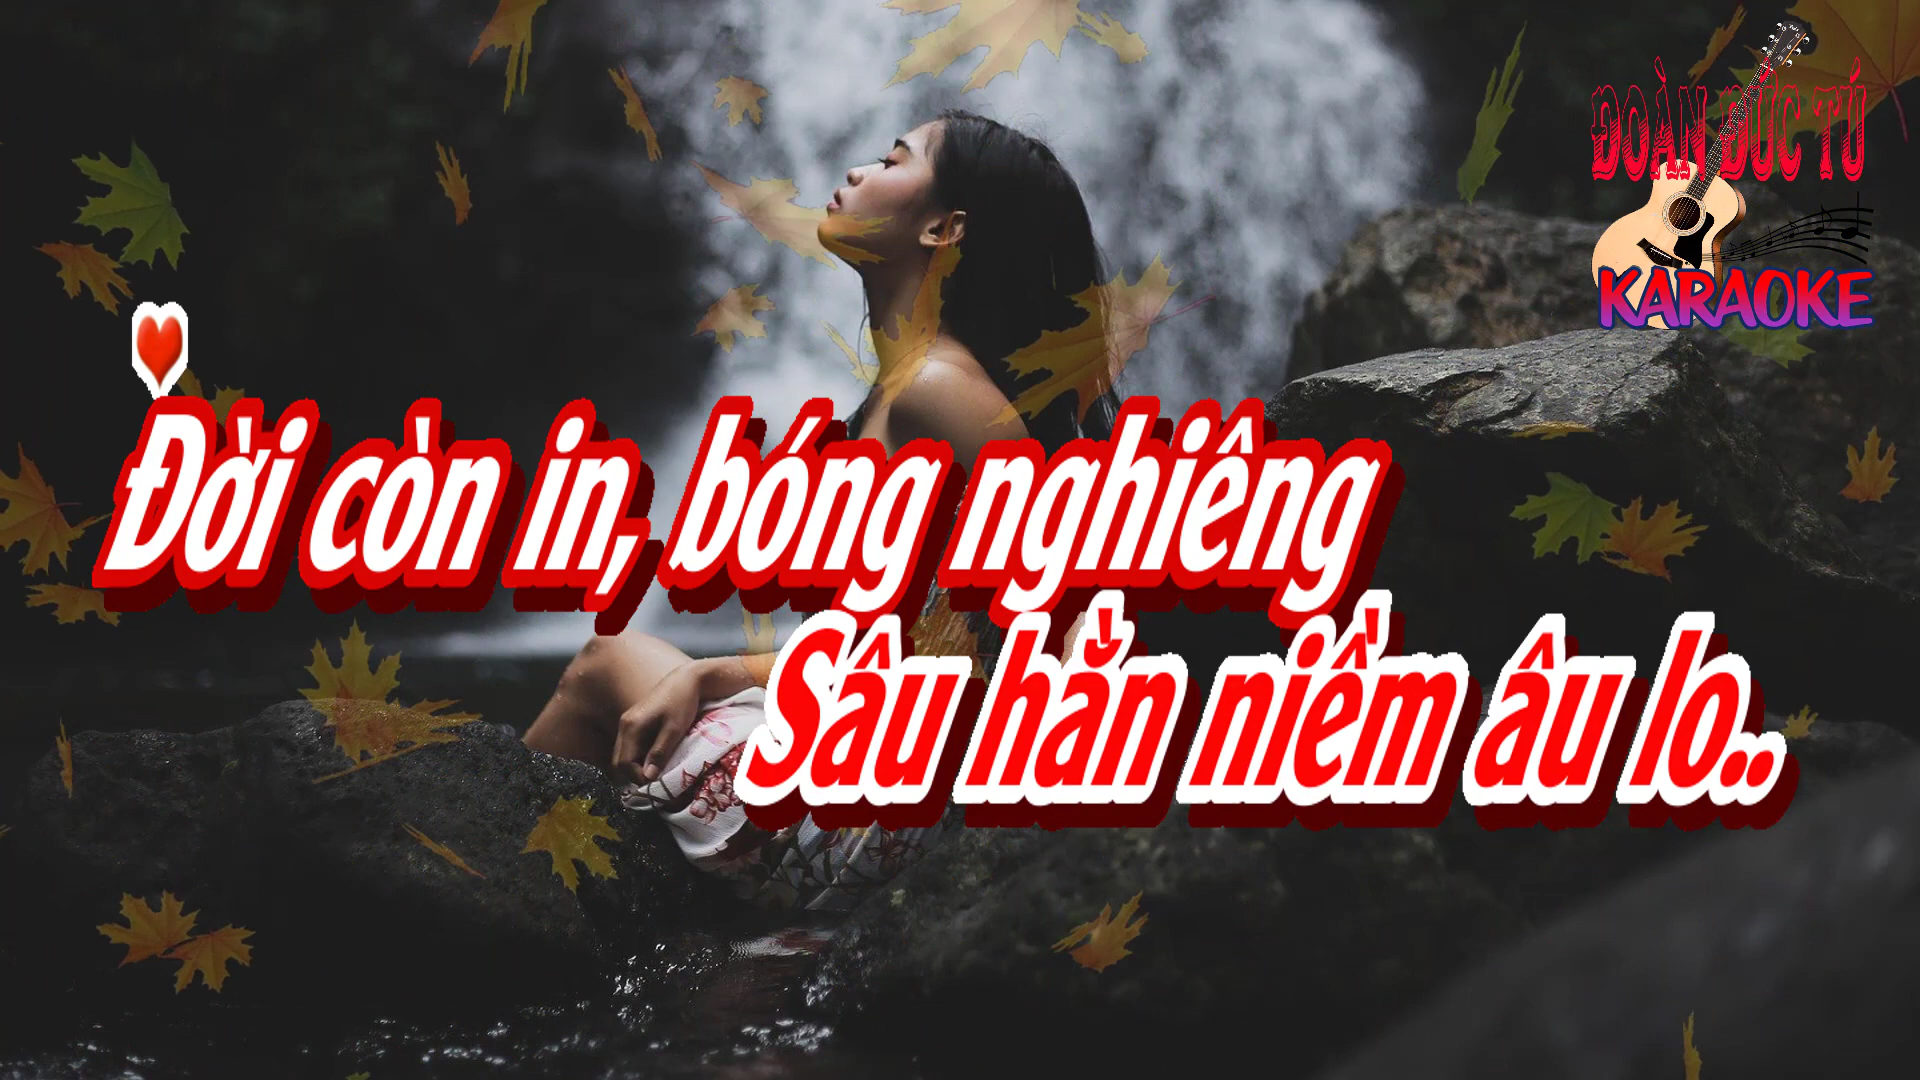 ĐOÀN ĐỨC TÚ
KARAOKE
Đời còn in, bóng nghiêng
Sâu hằn niềm âu lo..